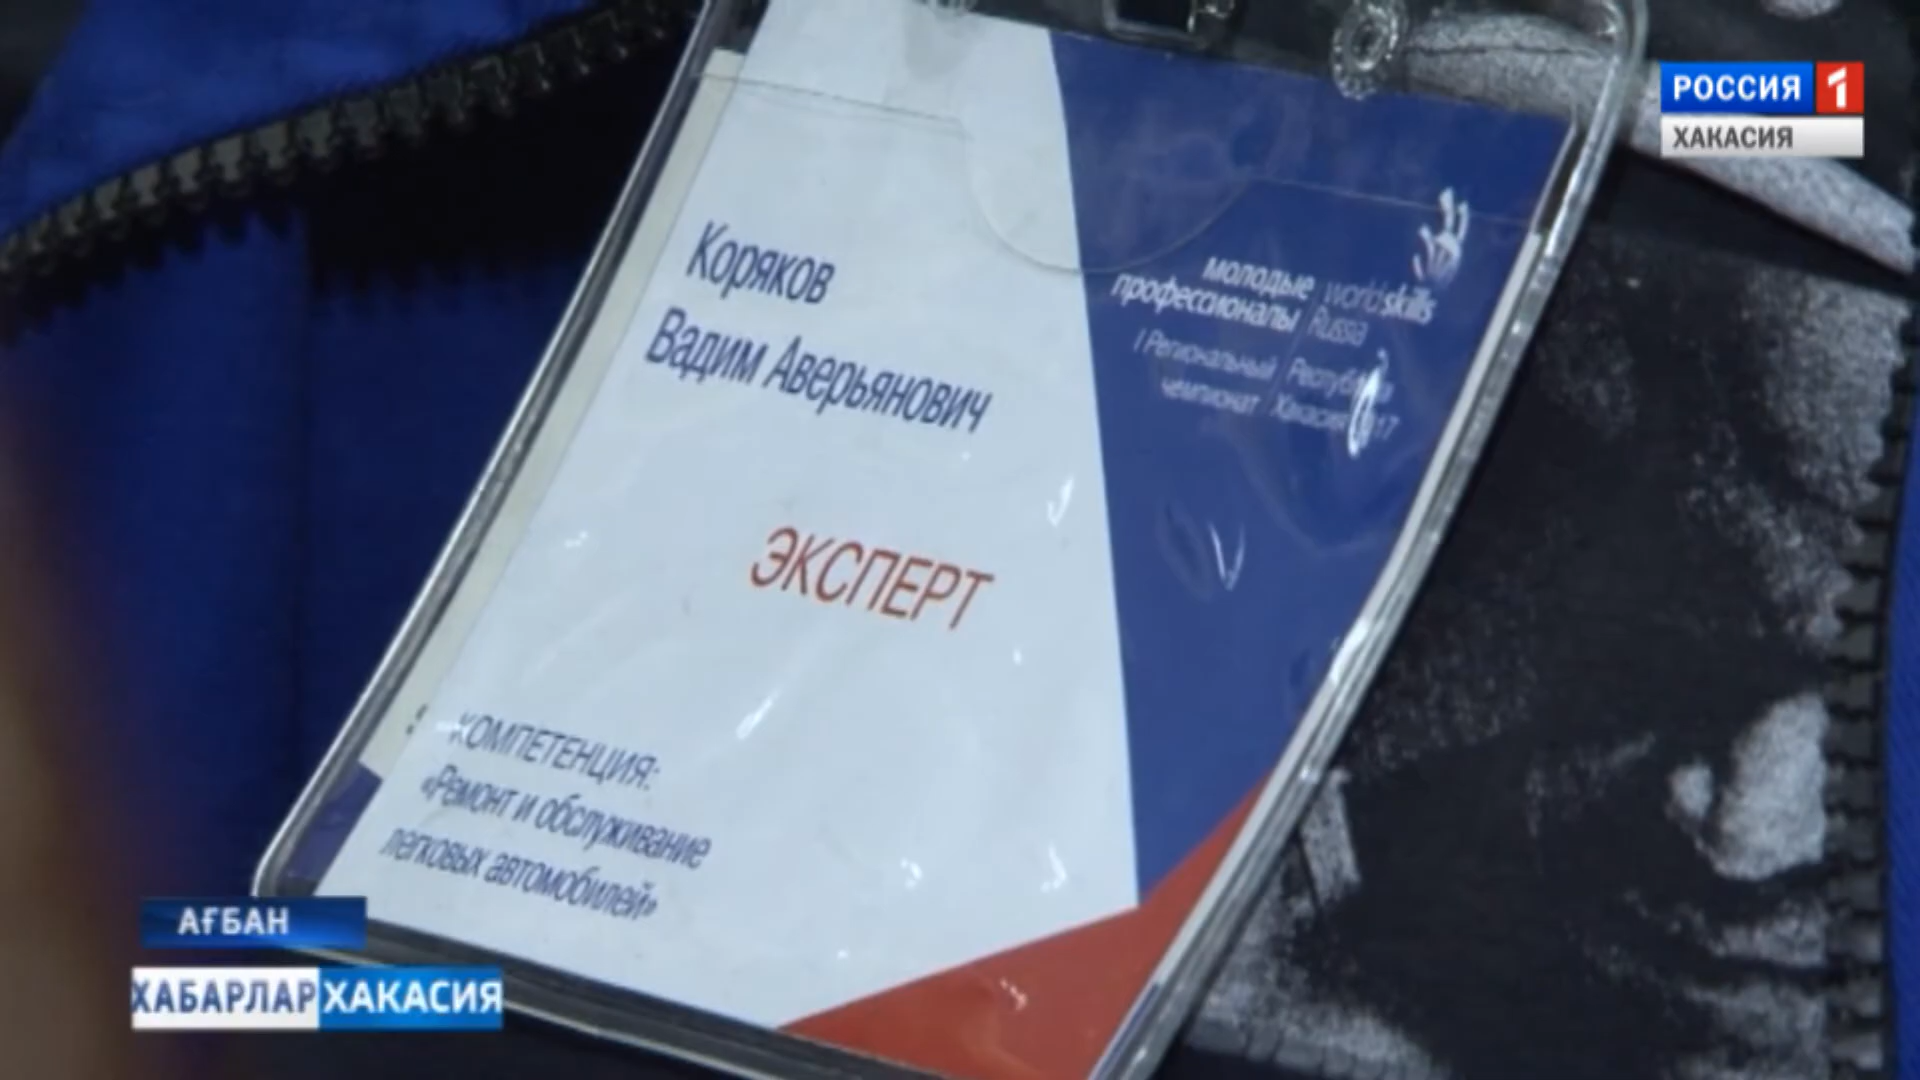 РОССИЯ 1
ХАКАСИЯ
молодые
профессионалы
worldskills
Russia
I Региональный
чемпионат
Республика
Хакасия
Коряков
Вадим Аверьянович
ЭКСПЕРТ
КОМПЕТЕНЦИЯ:
«Ремонт и обслуживание
легковых автомобилей»
АҒБАН
ХАБАРЛАР ХАКАСИЯ